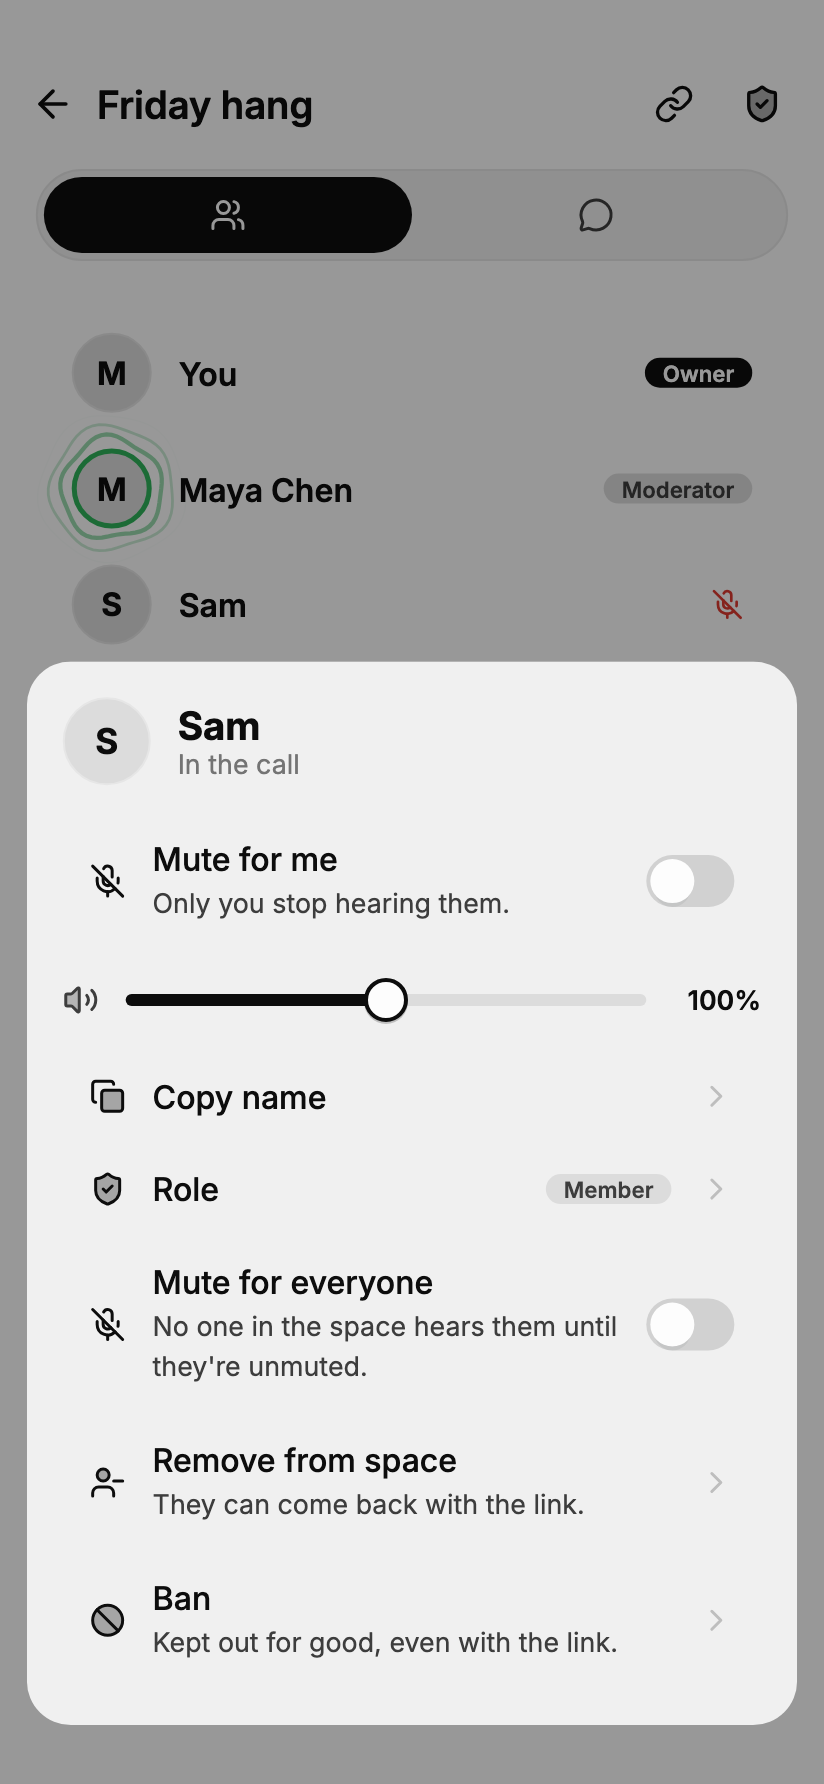 Friday hang
M
You
Owner
M
Maya Chen
Moderator
S
Sam
S
Sam
In the call
Mute for me
Only you stop hearing them.
100%
Copy name
Role
Member
Mute for everyone
No one in the space hears them until
they're unmuted.
Remove from space
They can come back with the link.
Ban
Kept out for good, even with the link.